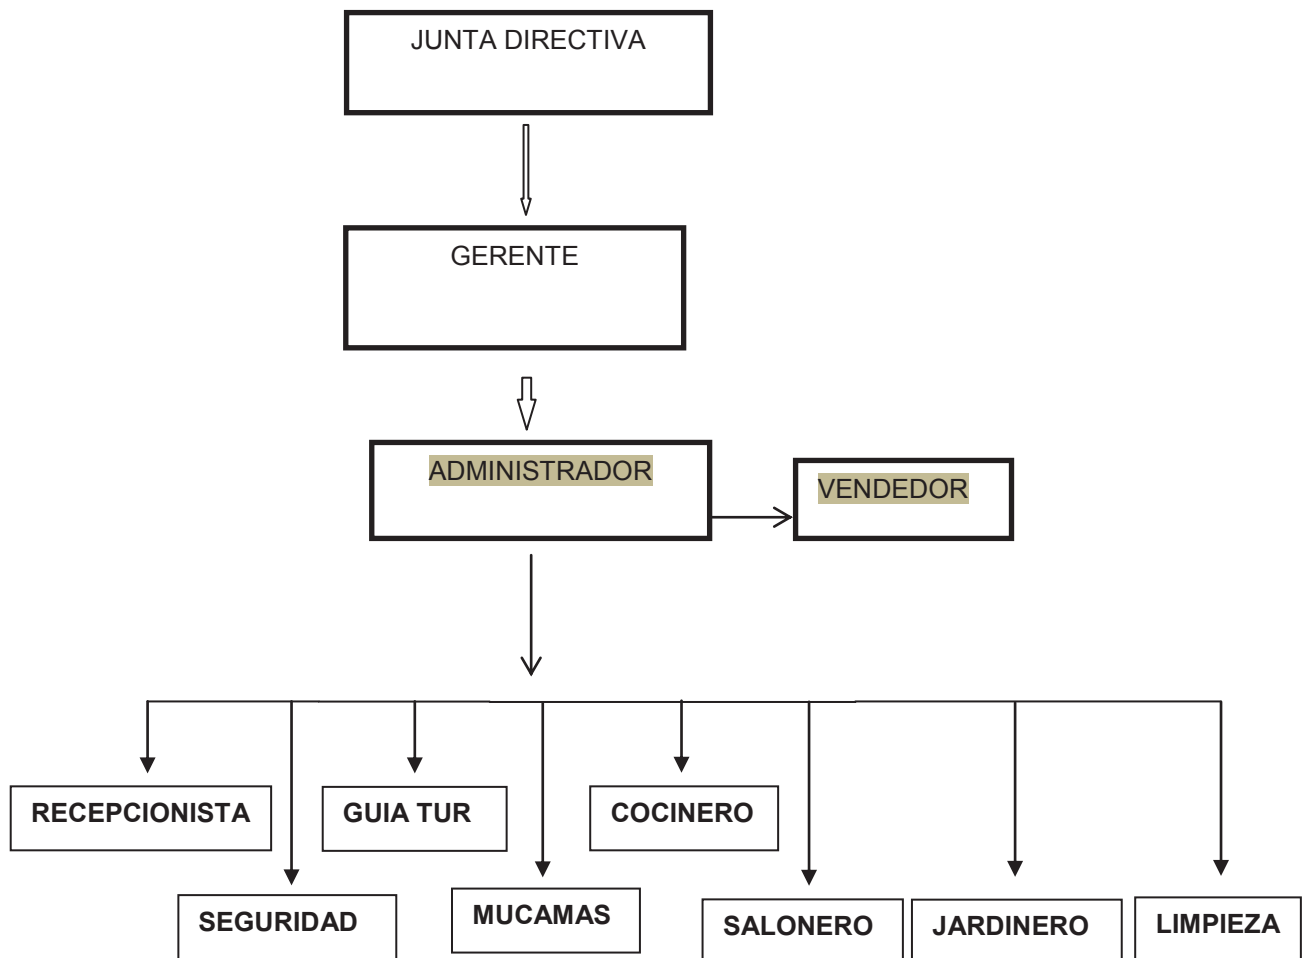 JUNTA DIRECTIVA
GERENTE
ADMINISTRADOR
VENDEDOR
RECEPCIONISTA
GUIA TUR
COCINERO
SEGURIDAD
MUCAMAS
SALONERO
JARDINERO
LIMPIEZA